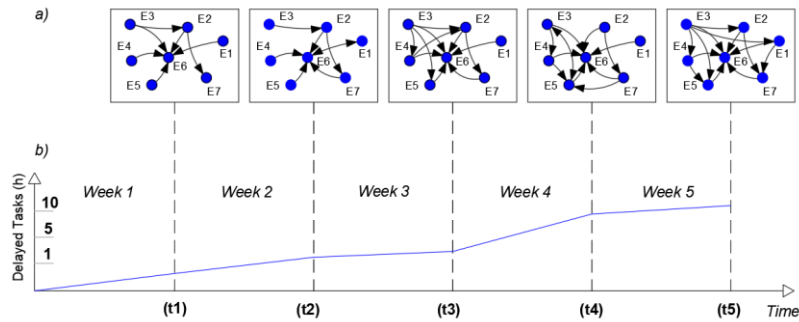 a)
E3 E2 E4 E1 E6 E5 E7
E3 E2 E4 E1 E6 E5 E7
E3 E2 E4 E1 E6 E5 E7
E3 E2 E4 E1 E6 E5 E7
E3 E2 E4 E1 E6 E5 E7
b)
Delayed Tasks (h)
Week 1 Week 2 Week 3 Week 4 Week 5
10
5
1
(t1) (t2) (t3) (t4) (t5) Time